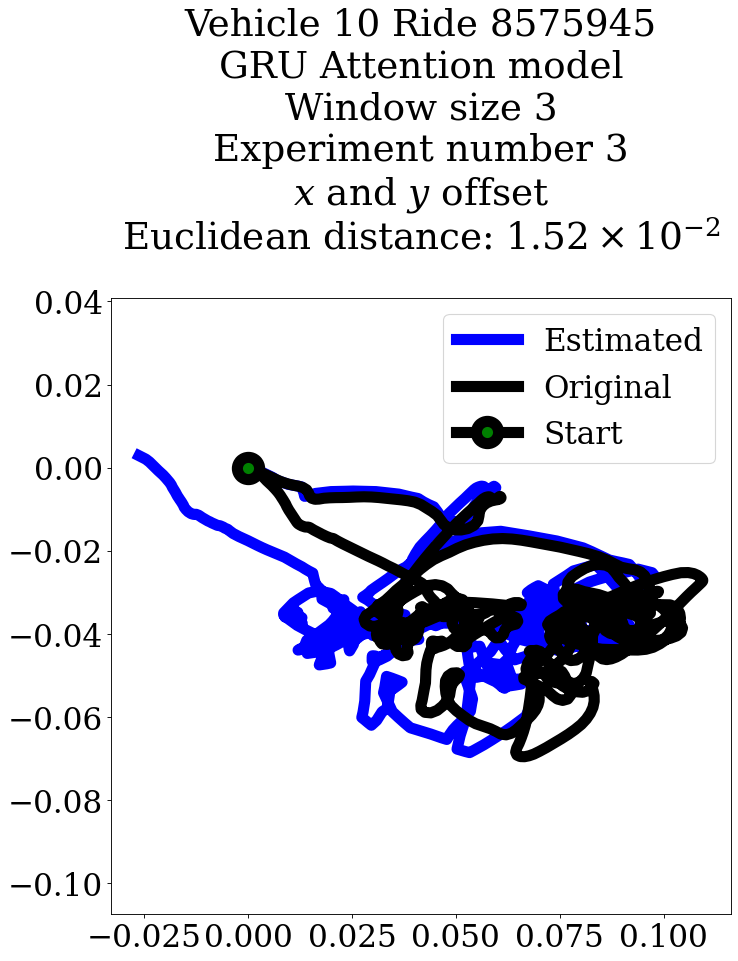 Vehicle 10 Ride 8575945
GRU Attention model
Window size 3
Experiment number 3
x and y offset
Euclidean distance: 1.52 × 10⁻²
0.04
0.02
0.00
−0.02
−0.04
−0.06
−0.08
−0.10
Estimated
Original
Start
−0.025 0.000 0.025 0.050 0.075 0.100